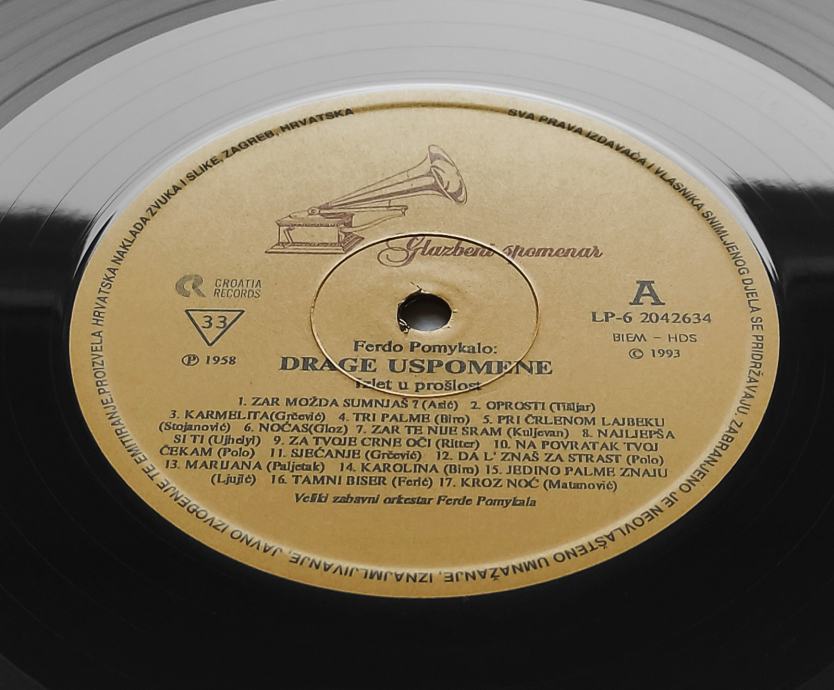 PROIZVELA HRVATSKA NAKLADA ZVUKA I SLIKE, ZAGREB, HRVATSKA
SVA PRAVA IZDAVAČA I VLASNIKA SNIMLJENOG DJELA SE PRIDRŽAVAJU. ZABRANJENO JE NEOVLAŠTENO UMNAŽANJE, IZNAJMLJIVANJE, JAVNO IZVOĐENJE TE EMITIRANJE.
Glazbeni spomenar
CROATIA
RECORDS
33
Ⓟ 1958
A
LP-6 2042634
BIEM - HDS
© 1993
Ferdo Pomykalo:
DRAGE USPOMENE
Izlet u prošlost
1. ZAR MOŽDA SUMNJAŠ ? (Asić) 2. OPROSTI (Tiljar)
3. KARMELITA(Grčević) 4. TRI PALME (Biro) 5. PRI ČRLENOM LAJBEKU
(Stojanović) 6. NOĆAS(Gloz) 7. ZAR TE NIJE SRAM (Kuljevan) 8. NAJLJEPŠA
SI TI (Ujhelyi) 9. ZA TVOJE CRNE OČI (Ritter) 10. NA POVRATAK TVOJ
ČEKAM (Polo) 11. SJEĆANJE (Grčević) 12. DA L' ZNAŠ ZA STRAST (Polo)
13. MARIJANA (Paljetak) 14. KAROLINA (Biro) 15. JEDINO PALME ZNAJU
(Ljujić) 16. TAMNI BISER (Ferić) 17. KROZ NOĆ (Matanović)
Veliki zabavni orkestar Ferde Pomykala